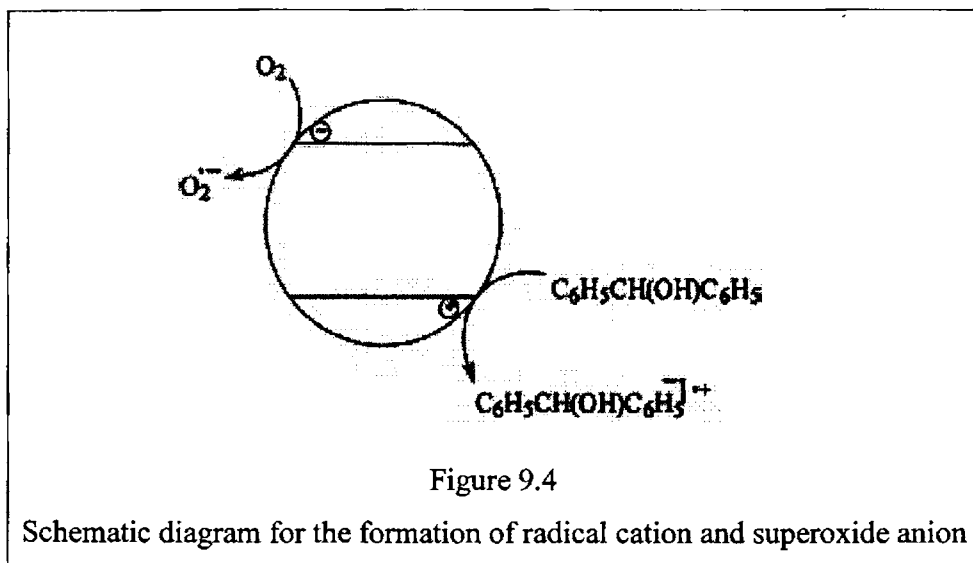 O₂
⊖
O₂•−
C₆H₅CH(OH)C₆H₅
C₆H₅CH(OH)C₆H₅]•+
Figure 9.4
Schematic diagram for the formation of radical cation and superoxide anion